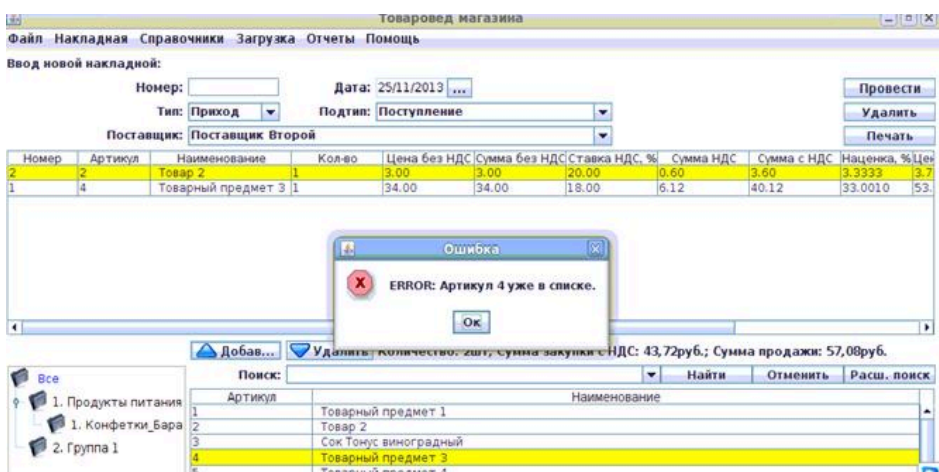 Товаровед магазина
Файл Накладная Справочники Загрузка Отчеты Помощь
Ввод новой накладной:
Номер: Дата: 25/11/2013 ... Провести
Тип: Приход Подтип: Поступление Удалить
Поставщик: Поставщик Второй Печать
Номер Артикул Наименование Кол-во Цена без НДС Сумма без НДС Ставка НДС, % Сумма НДС Сумма с НДС Наценка, % Цен
2 2 Товар 2 1 3.00 3.00 20.00 0.60 3.60 3.3333 3.7
1 4 Товарный предмет 3 1 34.00 34.00 18.00 6.12 40.12 33.0010 53.
Ошибка
ERROR: Артикул 4 уже в списке.
Ок
Добав... Удалить Количество: 2шт; Сумма закупки с НДС: 43,72руб.; Сумма продажи: 57,08руб.
Все Поиск: Найти Отменить Расш. поиск
1. Продукты питания Артикул Наименование
1 Товарный предмет 1
1. Конфетки_Бара 2 Товар 2
2. Группа 1 3 Сок Тонус виноградный
4 Товарный предмет 3
5 Товарный предмет 4